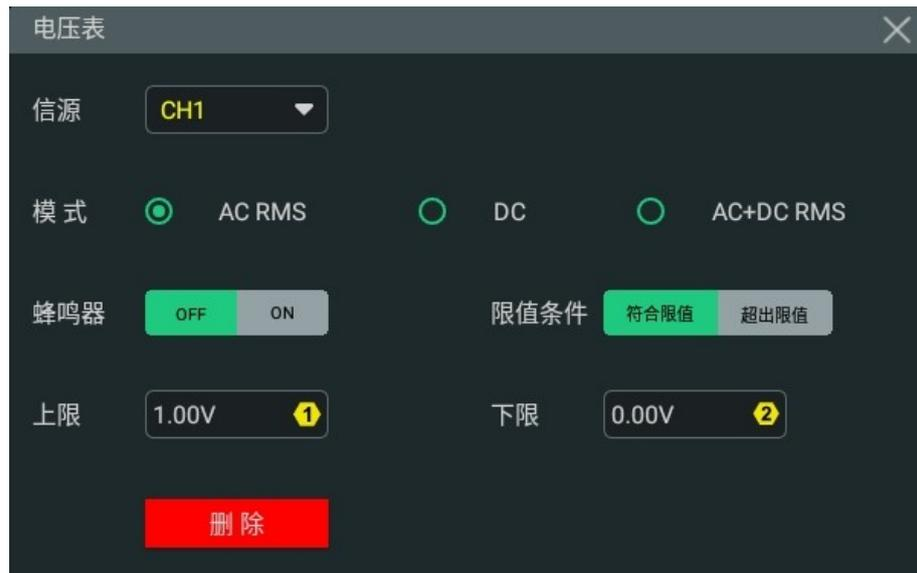 电压表
信源 CH1
模式 AC RMS DC AC+DC RMS
蜂鸣器 OFF ON 限值条件 符合限值 超出限值
上限 1.00V 1 下限 0.00V 2
删除